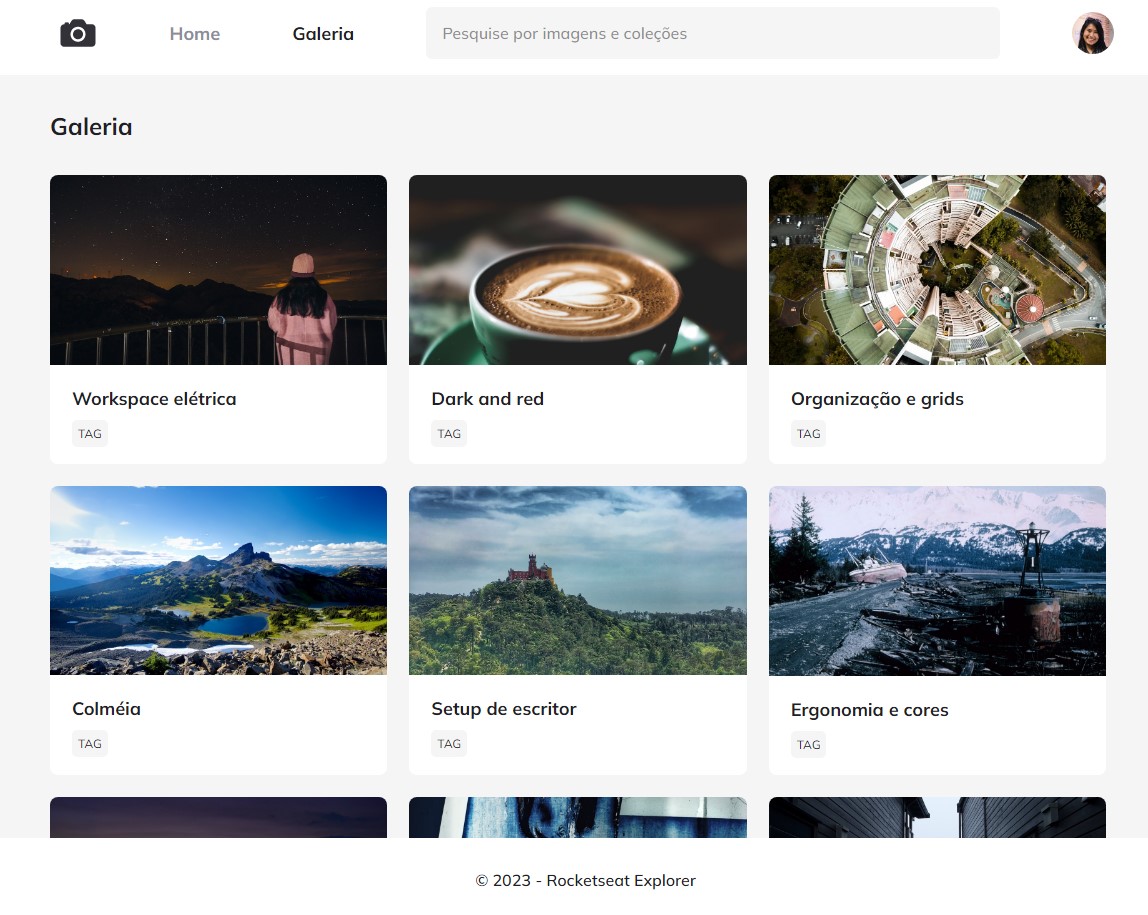 Home
Galeria
Pesquise por imagens e coleções
Galeria
Workspace elétrica
TAG
Dark and red
TAG
Organização e grids
TAG
Colméia
TAG
Setup de escritor
TAG
Ergonomia e cores
TAG
© 2023 - Rocketseat Explorer